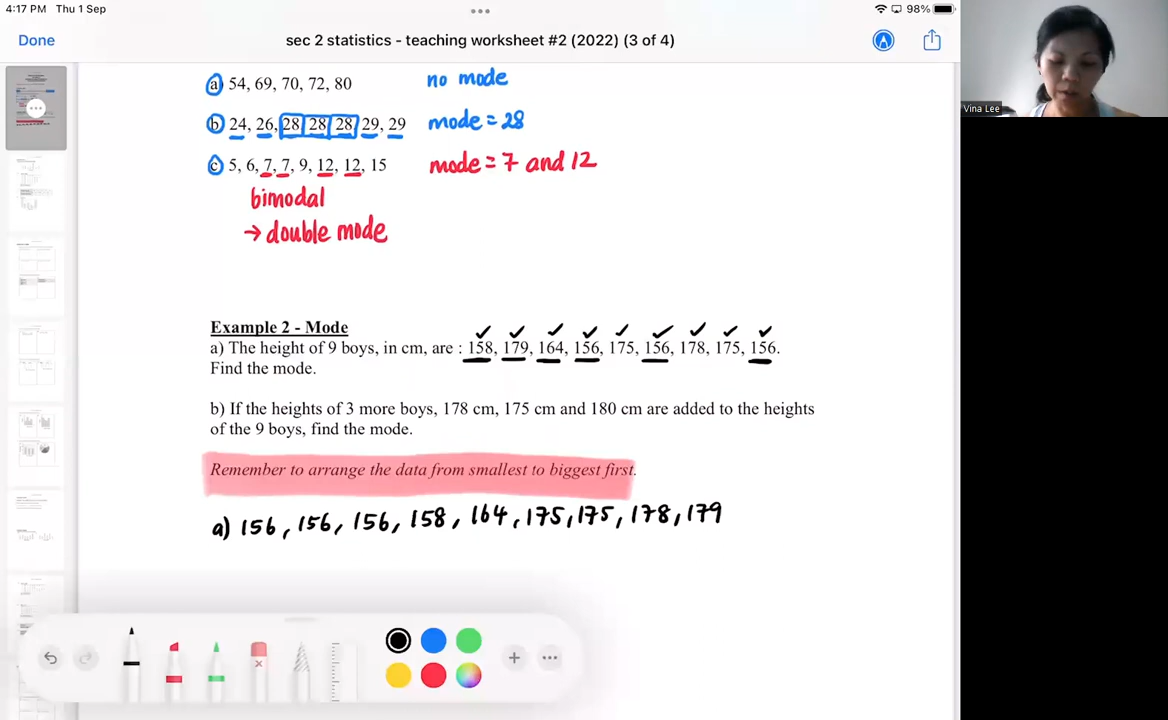 4:17 PM Thu 1 Sep
98%
Done
sec 2 statistics - teaching worksheet #2 (2022) (3 of 4)
Vina Lee
a) 54, 69, 70, 72, 80 no mode
b) 24, 26, 28, 28, 28, 29, 29 mode = 28
c) 5, 6, 7, 7, 9, 12, 12, 15 mode = 7 and 12
bimodal
→ double mode
Example 2 - Mode
a) The height of 9 boys, in cm, are : 158, 179, 164, 156, 175, 156, 178, 175, 156.
Find the mode.
b) If the heights of 3 more boys, 178 cm, 175 cm and 180 cm are added to the heights
of the 9 boys, find the mode.
Remember to arrange the data from smallest to biggest first.
a) 156, 156, 156, 158, 164, 175, 175, 178, 179